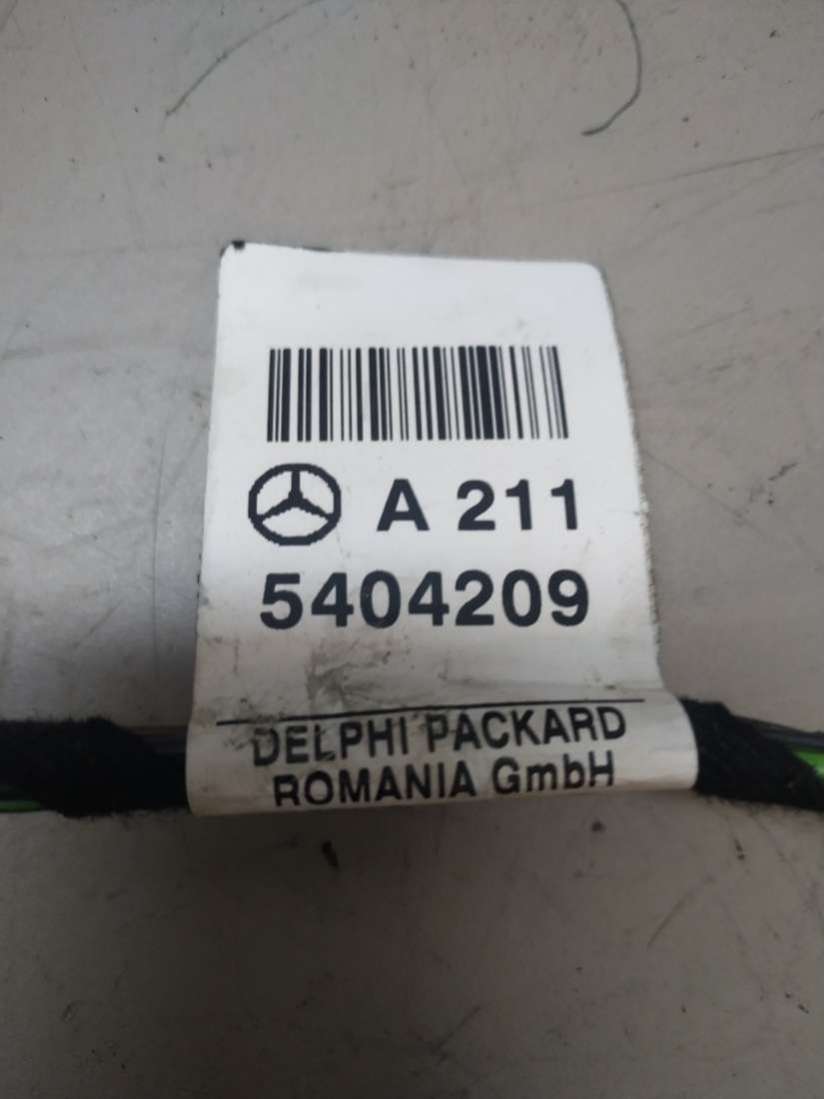 A 211
5404209
DELPHI PACKARD
ROMANIA GmbH